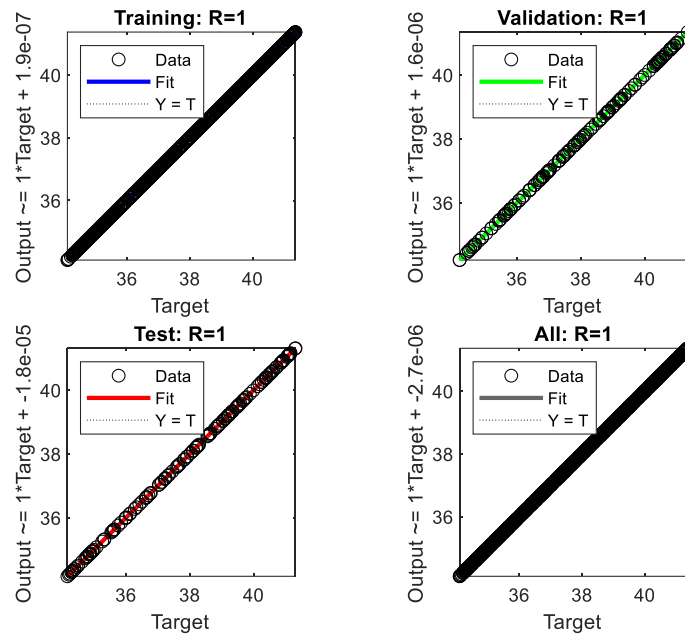 Training: R=1
Output ~= 1*Target + 1.9e-07
Data
Fit
Y = T
40
38
36
36
38
40
Target
Validation: R=1
Output ~= 1*Target + 1.6e-06
Data
Fit
Y = T
40
38
36
36
38
40
Target
Test: R=1
Output ~= 1*Target + -1.8e-05
Data
Fit
Y = T
40
38
36
36
38
40
Target
All: R=1
Output ~= 1*Target + -2.7e-06
Data
Fit
Y = T
40
38
36
36
38
40
Target